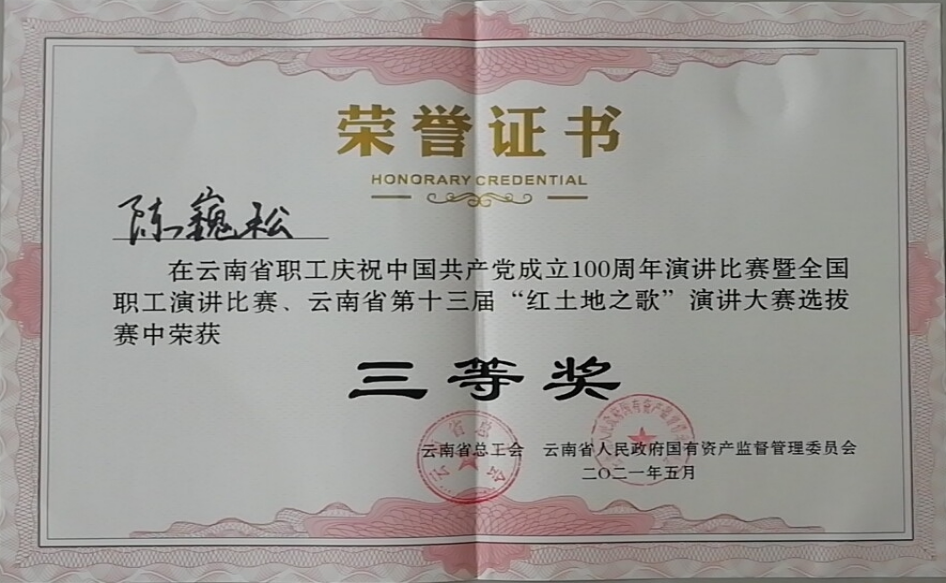 荣誉证书
HONORARY CREDENTIAL
陈巍松
在云南省职工庆祝中国共产党成立100周年演讲比赛暨全国
职工演讲比赛、云南省第十三届“红土地之歌”演讲大赛选拔
赛中荣获
三等奖
云南省总工会 云南省人民政府国有资产监督管理委员会
二〇二一年五月